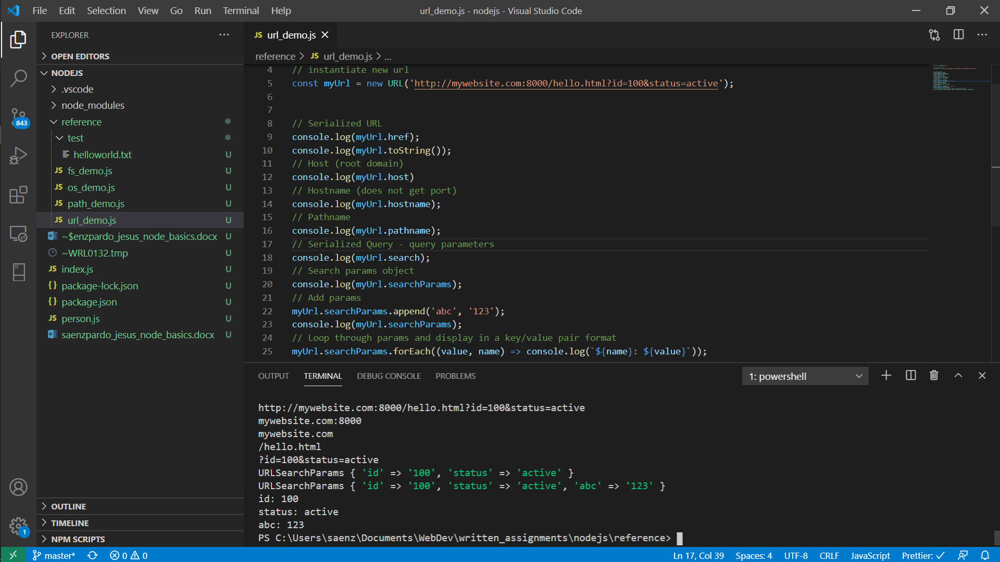 File Edit Selection View Go Run Terminal Help
url_demo.js - nodejs - Visual Studio Code
EXPLORER
OPEN EDITORS
NODEJS
.vscode
node_modules
reference
test
helloworld.txt U
JS fs_demo.js U
JS os_demo.js U
JS path_demo.js U
JS url_demo.js U
~$enzpardo_jesus_node_basics.docx U
~WRL0132.tmp U
JS index.js U
{} package-lock.json U
{} package.json U
JS person.js U
saenzpardo_jesus_node_basics.docx U
OUTLINE
TIMELINE
NPM SCRIPTS
843
1
JS url_demo.js
reference > JS url_demo.js > ...
4 // instantiate new url
5 const myUrl = new URL('http://mywebsite.com:8000/hello.html?id=100&status=active');
6
7
8 // Serialized URL
9 console.log(myUrl.href);
10 console.log(myUrl.toString());
11 // Host (root domain)
12 console.log(myUrl.host)
13 // Hostname (does not get port)
14 console.log(myUrl.hostname);
15 // Pathname
16 console.log(myUrl.pathname);
17 // Serialized Query - query parameters
18 console.log(myUrl.search);
19 // Search params object
20 console.log(myUrl.searchParams);
21 // Add params
22 myUrl.searchParams.append('abc', '123');
23 console.log(myUrl.searchParams);
24 // Loop through params and display in a key/value pair format
25 myUrl.searchParams.forEach((value, name) => console.log(`${name}: ${value}`));
OUTPUT TERMINAL DEBUG CONSOLE PROBLEMS
1: powershell
http://mywebsite.com:8000/hello.html?id=100&status=active
mywebsite.com:8000
mywebsite.com
/hello.html
?id=100&status=active
URLSearchParams { 'id' => '100', 'status' => 'active' }
URLSearchParams { 'id' => '100', 'status' => 'active', 'abc' => '123' }
id: 100
status: active
abc: 123
PS C:\Users\saenz\Documents\WebDev\written_assignments\nodejs\reference>
master* 0 0
Ln 17, Col 39 Spaces: 4 UTF-8 CRLF JavaScript Prettier: ✓